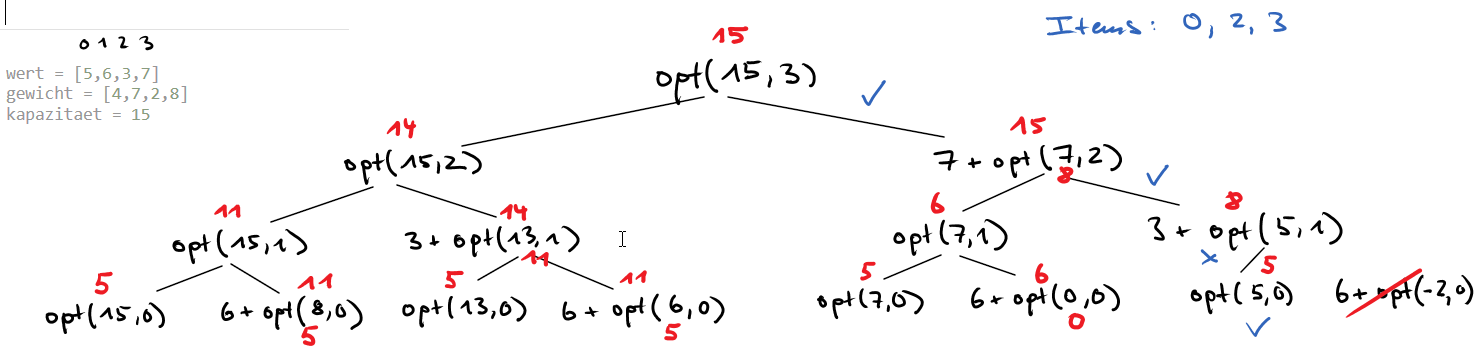 Items: 0, 2, 3
0 1 2 3
wert = [5,6,3,7]
gewicht = [4,7,2,8]
kapazitaet = 15
15
opt(15,3) ✓
14 15
opt(15,2) 7 + opt(7,2)
8 ✓
11 14 6 8
opt(15,1) 3 + opt(13,1) opt(7,1) 3 + opt(5,1)
11 x
5 11 5 11 5 6 5
opt(15,0) 6 + opt(8,0) opt(13,0) 6 + opt(6,0) opt(7,0) 6 + opt(0,0) opt(5,0) 6 + opt(-2,0)
5 5 0 ✓